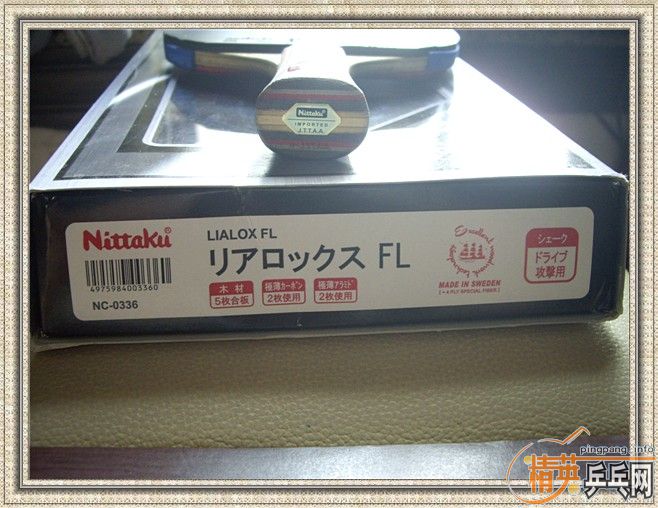 Nittaku
IMPORTED
J.T.T.A.A.
Nittaku®
LIALOX FL
リアロックス FL
4975984003360
NC-0336
木材
5枚合板
極薄カーボン
2枚使用
極薄アラミド
2枚使用
Excellent
MADE IN SWEDEN
シェーク
ドライブ
攻撃用
pingpang.info
精英乒乓网